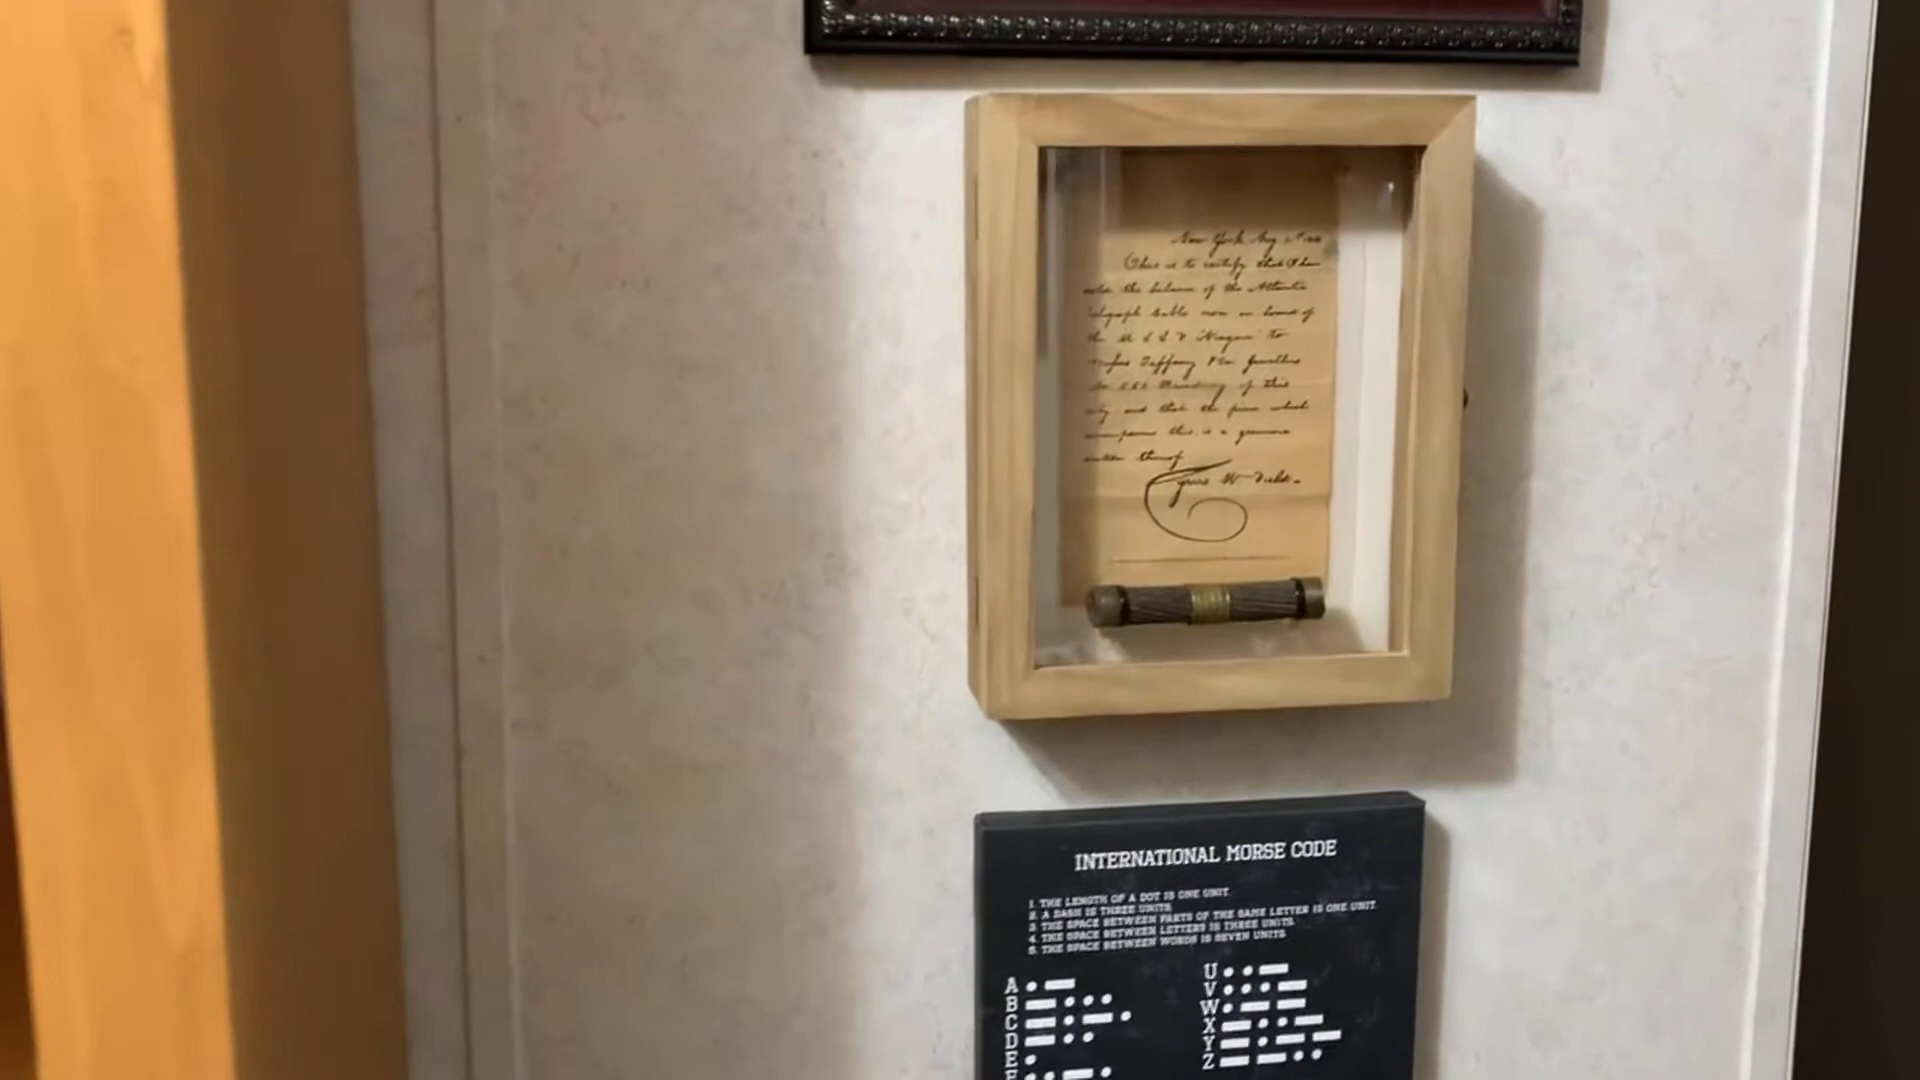 New York Aug
This is to certify that I have
sold the balance of the Atlantic
Telegraph Cable now on board of
the U S S F Niagara to
Tiffany & Co Jewellers
Broadway of this
city and that the piece which
accompanies this is a genuine
section thereof
Cyrus W Field
INTERNATIONAL MORSE CODE
1. THE LENGTH OF A DOT IS ONE UNIT.
2. A DASH IS THREE UNITS.
3. THE SPACE BETWEEN PARTS OF THE SAME LETTER IS ONE UNIT.
4. THE SPACE BETWEEN LETTERS IS THREE UNITS.
5. THE SPACE BETWEEN WORDS IS SEVEN UNITS.
A
B
C
D
E
F
U
V
W
X
Y
Z